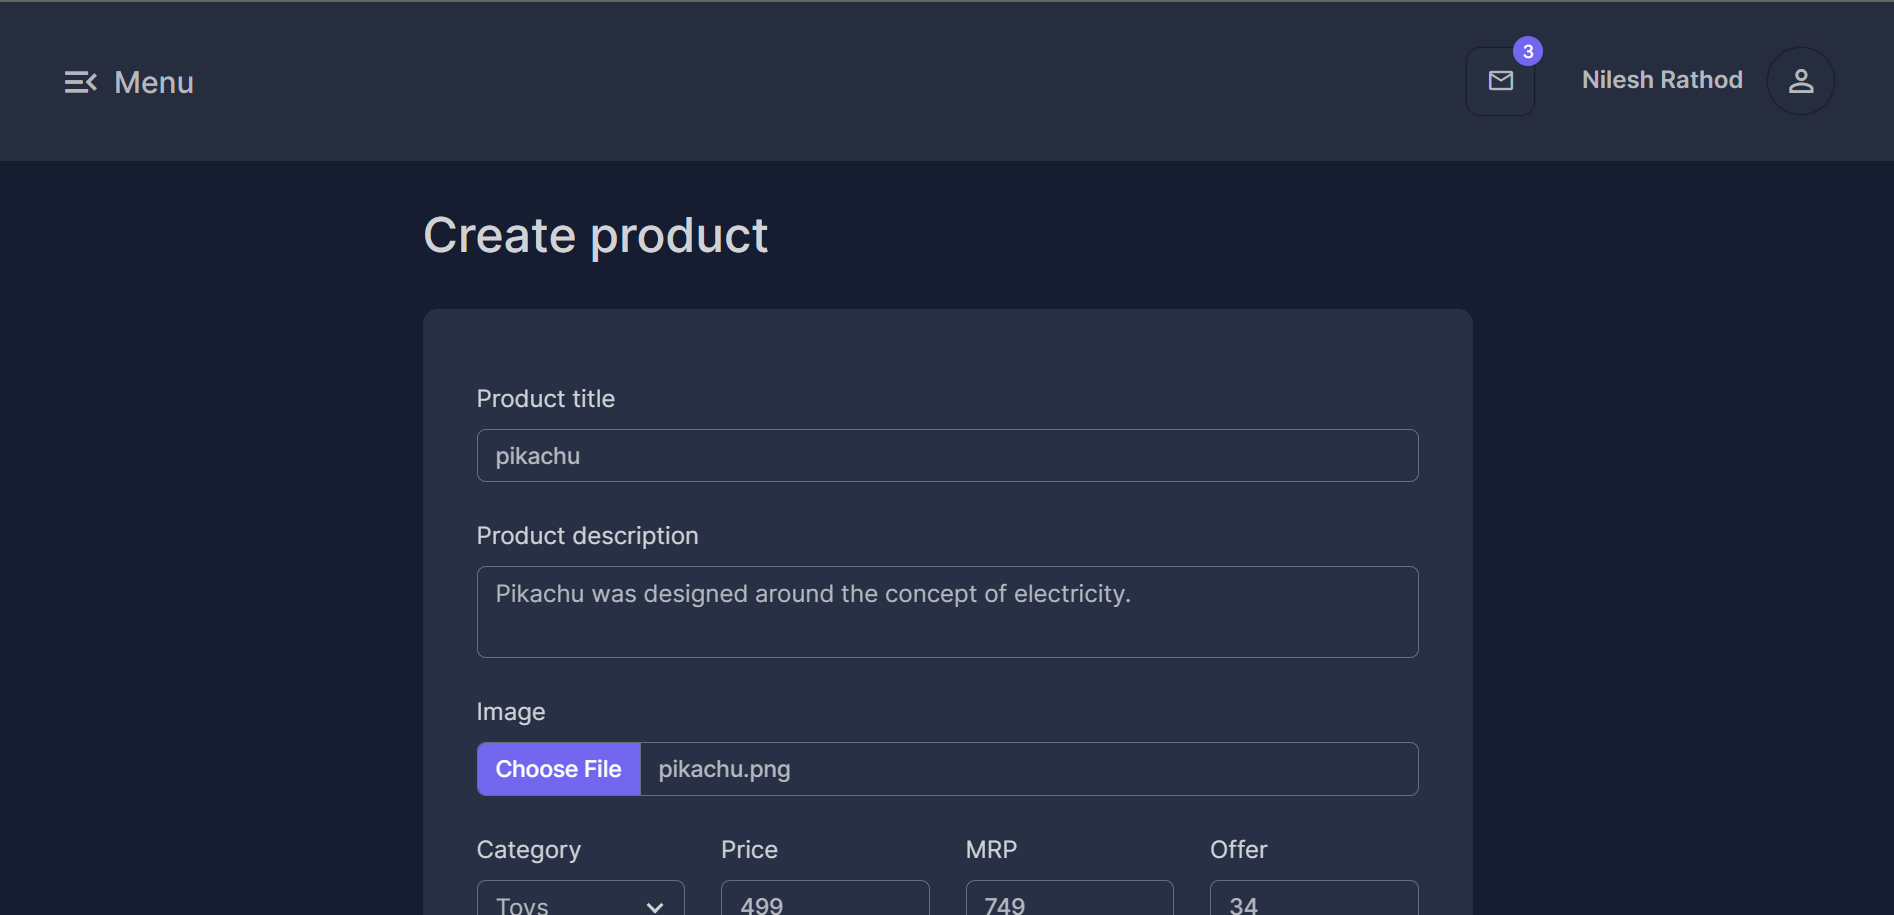 Menu
3
Nilesh Rathod
Create product
Product title
pikachu
Product description
Pikachu was designed around the concept of electricity.
Image
Choose File pikachu.png
Category Price MRP Offer
Toys 499 749 34